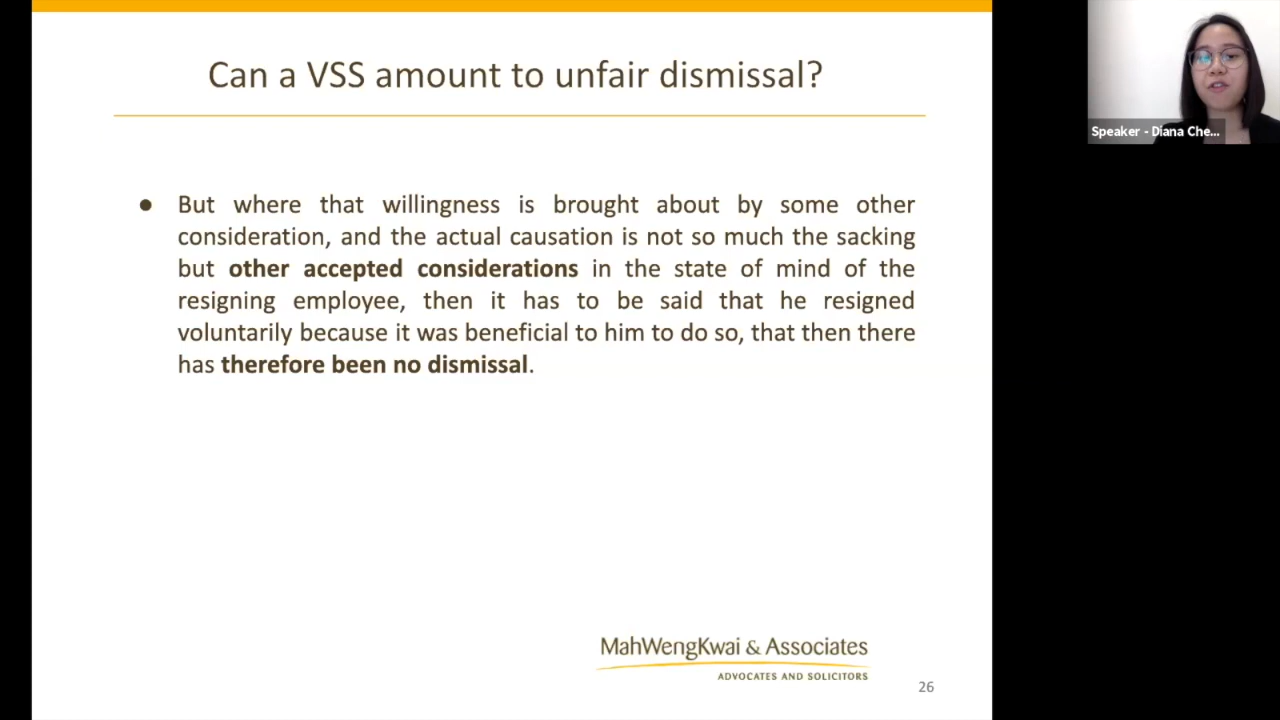 Can a VSS amount to unfair dismissal?
Speaker - Diana Che...
● But where that willingness is brought about by some other
consideration, and the actual causation is not so much the sacking
but other accepted considerations in the state of mind of the
resigning employee, then it has to be said that he resigned
voluntarily because it was beneficial to him to do so, that then there
has therefore been no dismissal.
MahWengKwai & Associates
ADVOCATES AND SOLICITORS
26